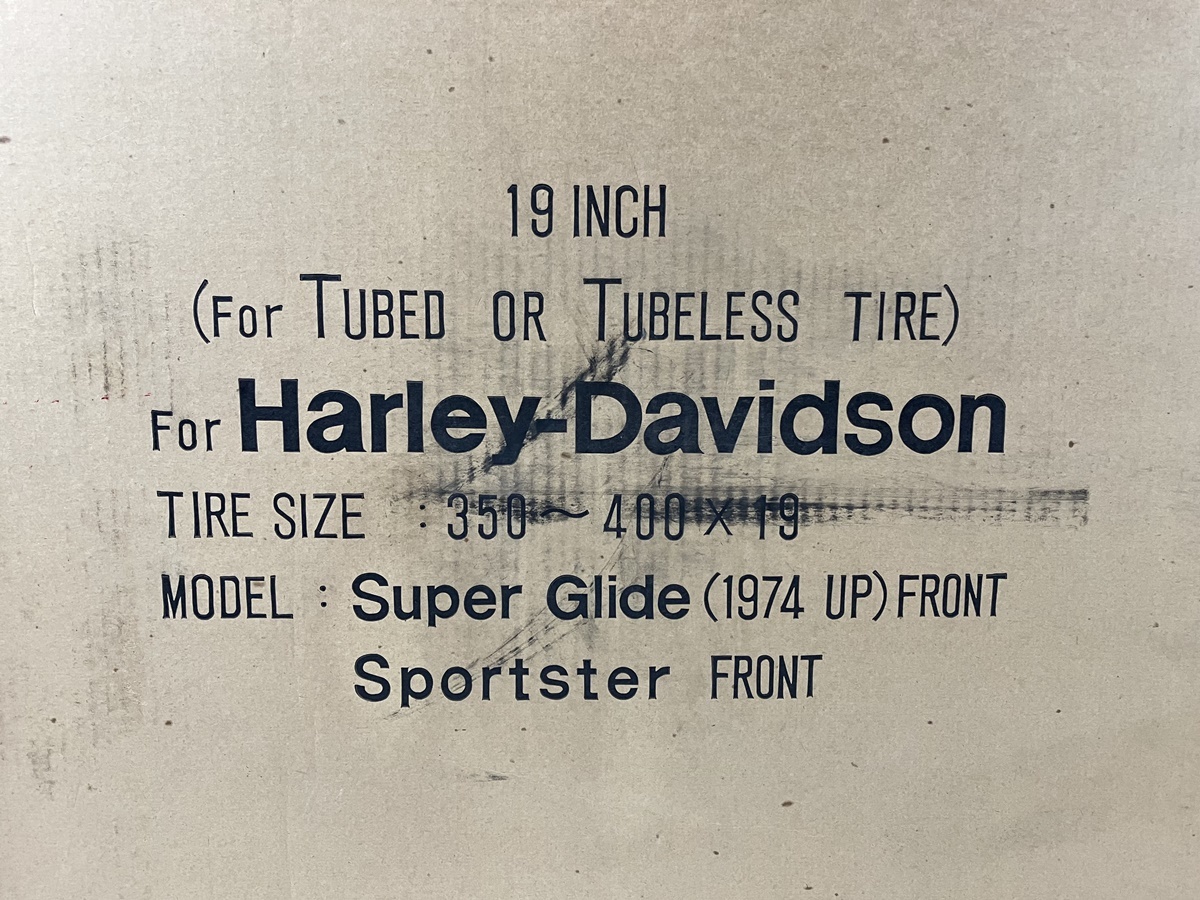 19 INCH
(For TUBED OR TUBELESS TIRE)
For Harley-Davidson
TIRE SIZE : 350~400×19
MODEL : Super Glide (1974 UP) FRONT
Sportster FRONT